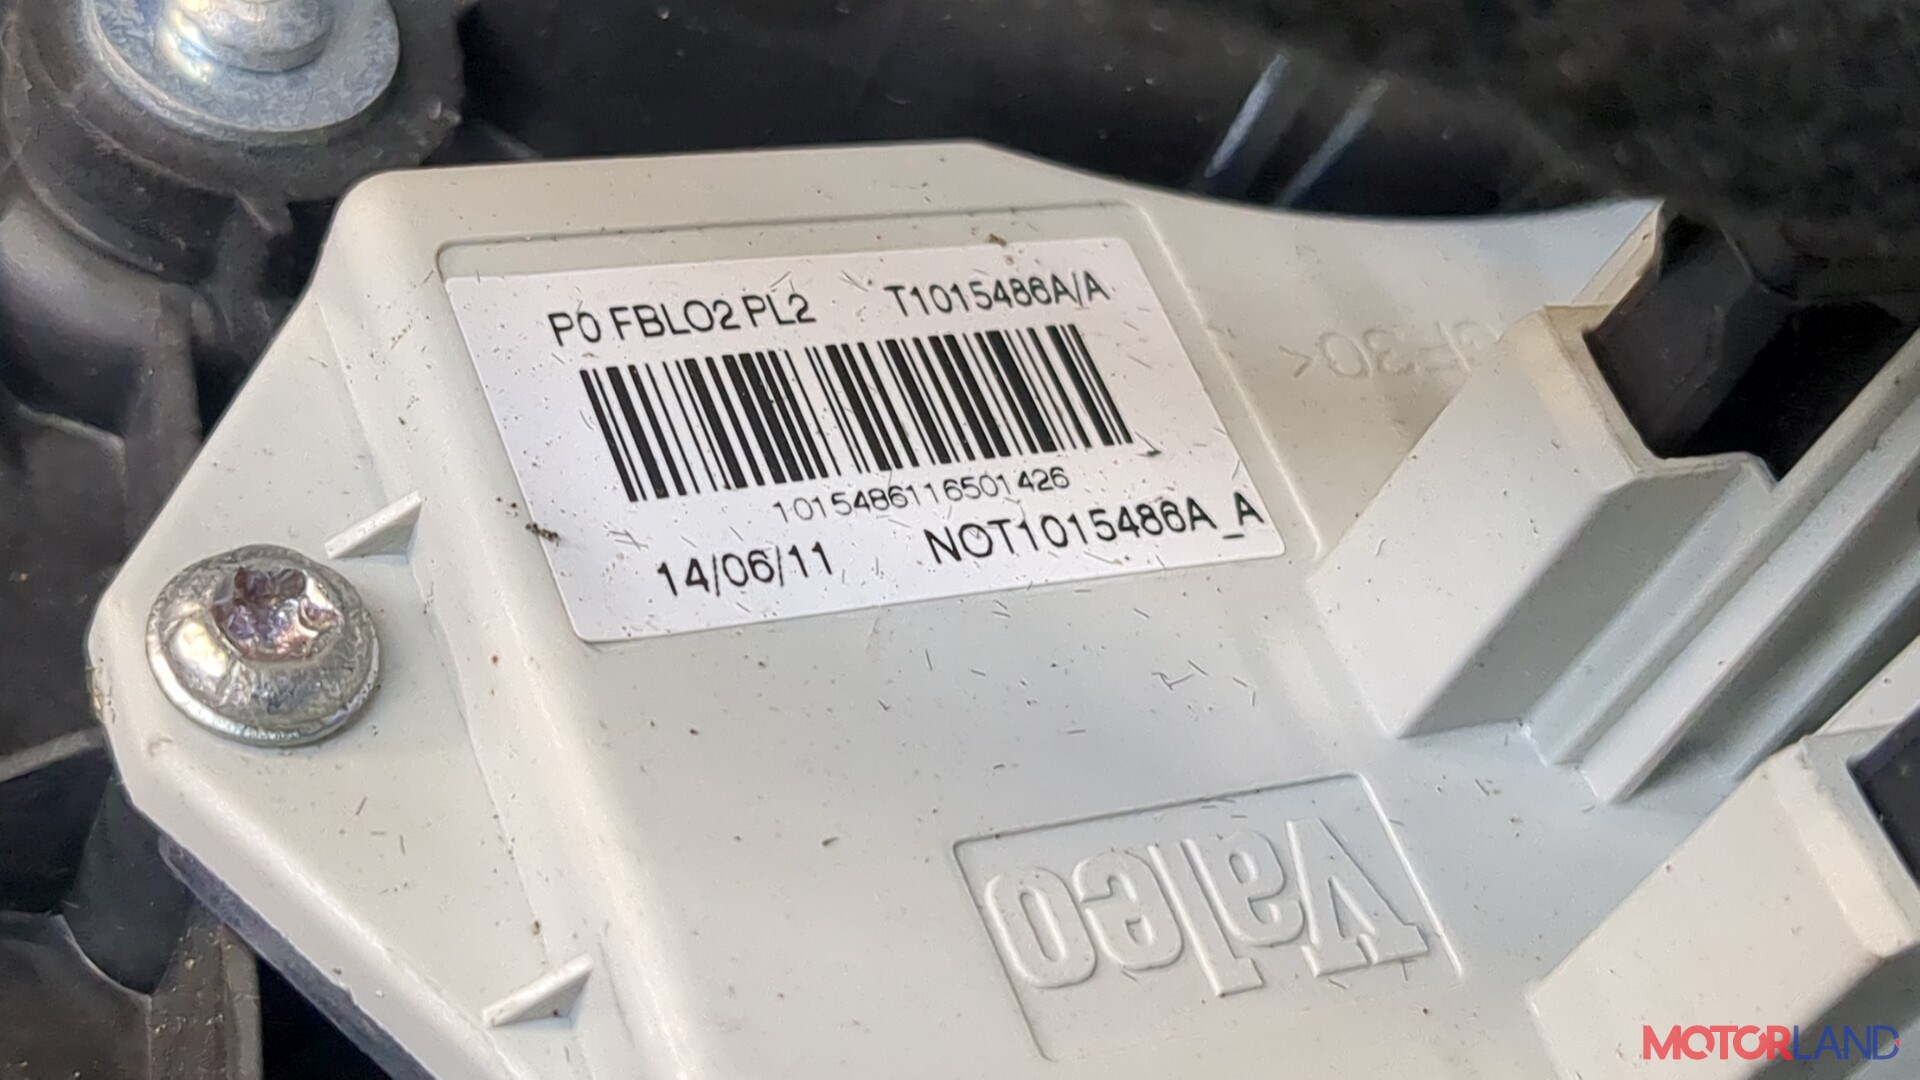 P0 FBLO2 PL2 T1015486A/A
1015486116501426
14/06/11 NOT1015486A_A
Valeo
MOTORLAND